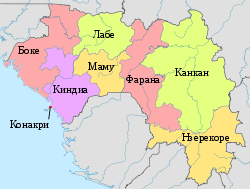 Лабе
Боке
Маму
Фарана
Канкан
Киндиа
Конакри
Нзерекоре